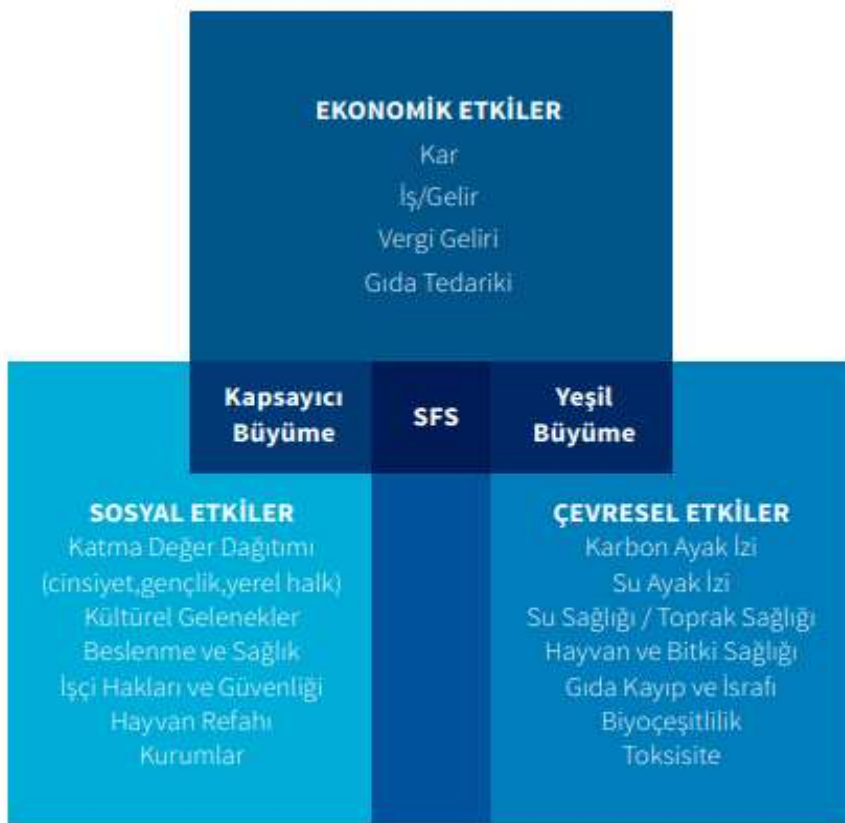 EKONOMİK ETKİLER
Kar
İş/Gelir
Vergi Geliri
Gıda Tedariki
Kapsayıcı
Büyüme
SFS
Yeşil
Büyüme
SOSYAL ETKİLER
Katma Değer Dağıtımı
(cinsiyet,gençlik,yerel halk)
Kültürel Gelenekler
Beslenme ve Sağlık
İşçi Hakları ve Güvenliği
Hayvan Refahı
Kurumlar
ÇEVRESEL ETKİLER
Karbon Ayak İzi
Su Ayak İzi
Su Sağlığı / Toprak Sağlığı
Hayvan ve Bitki Sağlığı
Gıda Kayıp ve İsrafı
Biyoçeşitlilik
Toksisite